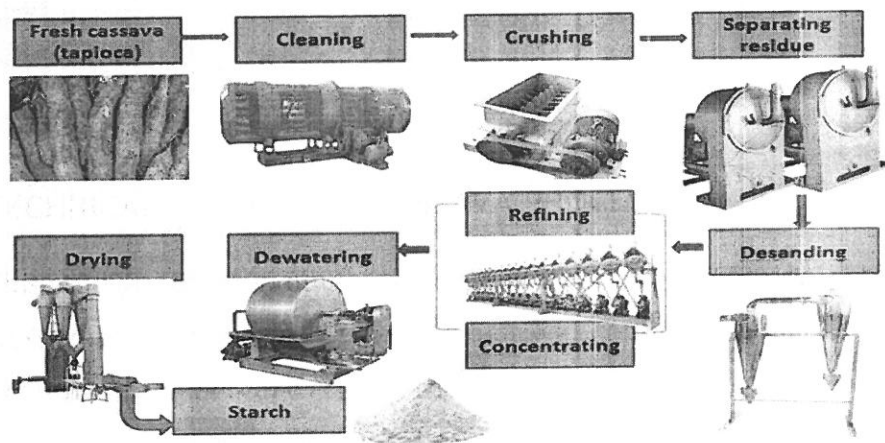 Fresh cassava
(tapioca)
Cleaning
Crushing
Separating
residue
Refining
Drying
Dewatering
Desanding
Concentrating
Starch